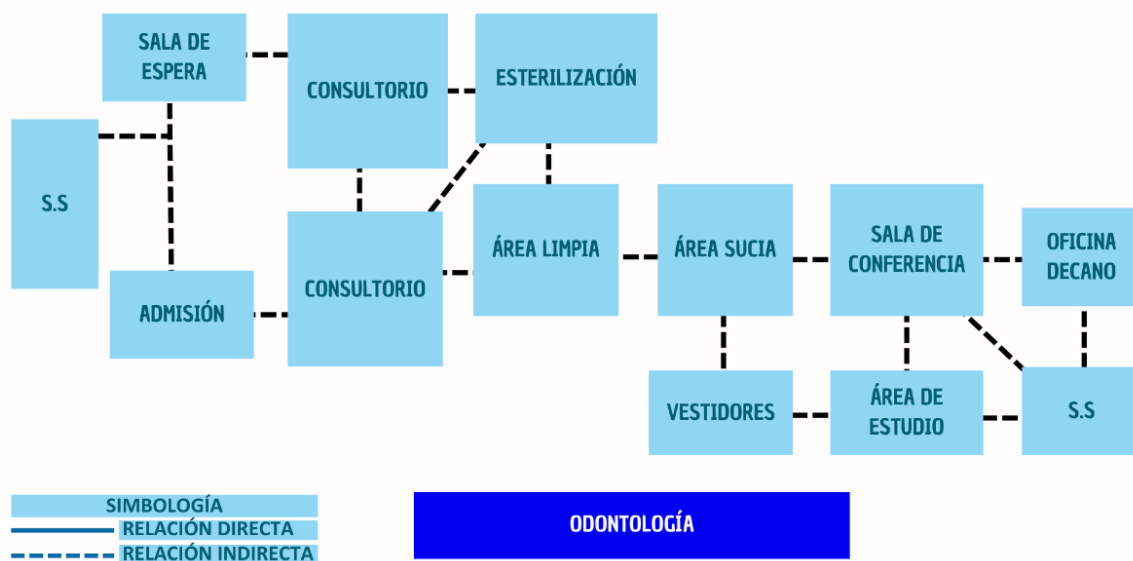 SALA DE
ESPERA
CONSULTORIO
ESTERILIZACIÓN
S.S
ADMISIÓN
CONSULTORIO
ÁREA LIMPIA
ÁREA SUCIA
SALA DE
CONFERENCIA
OFICINA
DECANO
VESTIDORES
ÁREA DE
ESTUDIO
S.S
SIMBOLOGÍA
RELACIÓN DIRECTA
RELACIÓN INDIRECTA
ODONTOLOGÍA